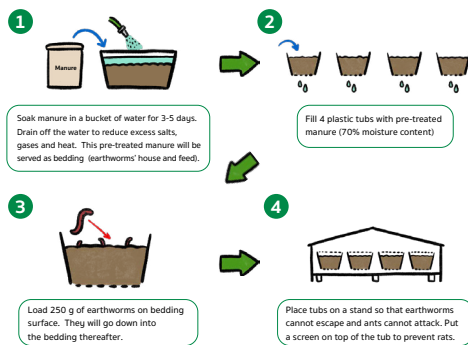 1
Manure
Soak manure in a bucket of water for 3-5 days.
Drain off the water to reduce excess salts,
gases and heat.  This pre-treated manure will be
served as bedding  (earthworms’ house and feed).
2
Fill 4 plastic tubs with pre-treated
manure (70% moisture content)
3
Load 250 g of earthworms on bedding
surface.  They will go down into
the bedding thereafter.
4
Place tubs on a stand so that earthworms
cannot escape and ants cannot attack. Put
a screen on top of the tub to prevent rats.